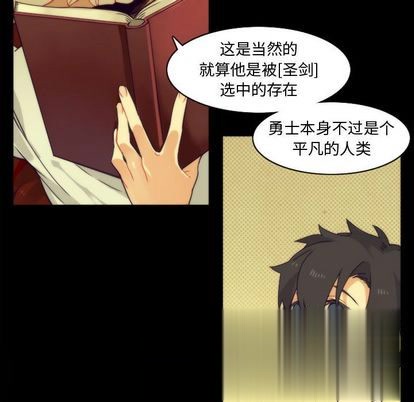 这是当然的
就算他是被[圣剑]
选中的存在
勇士本身不过是个
平凡的人类